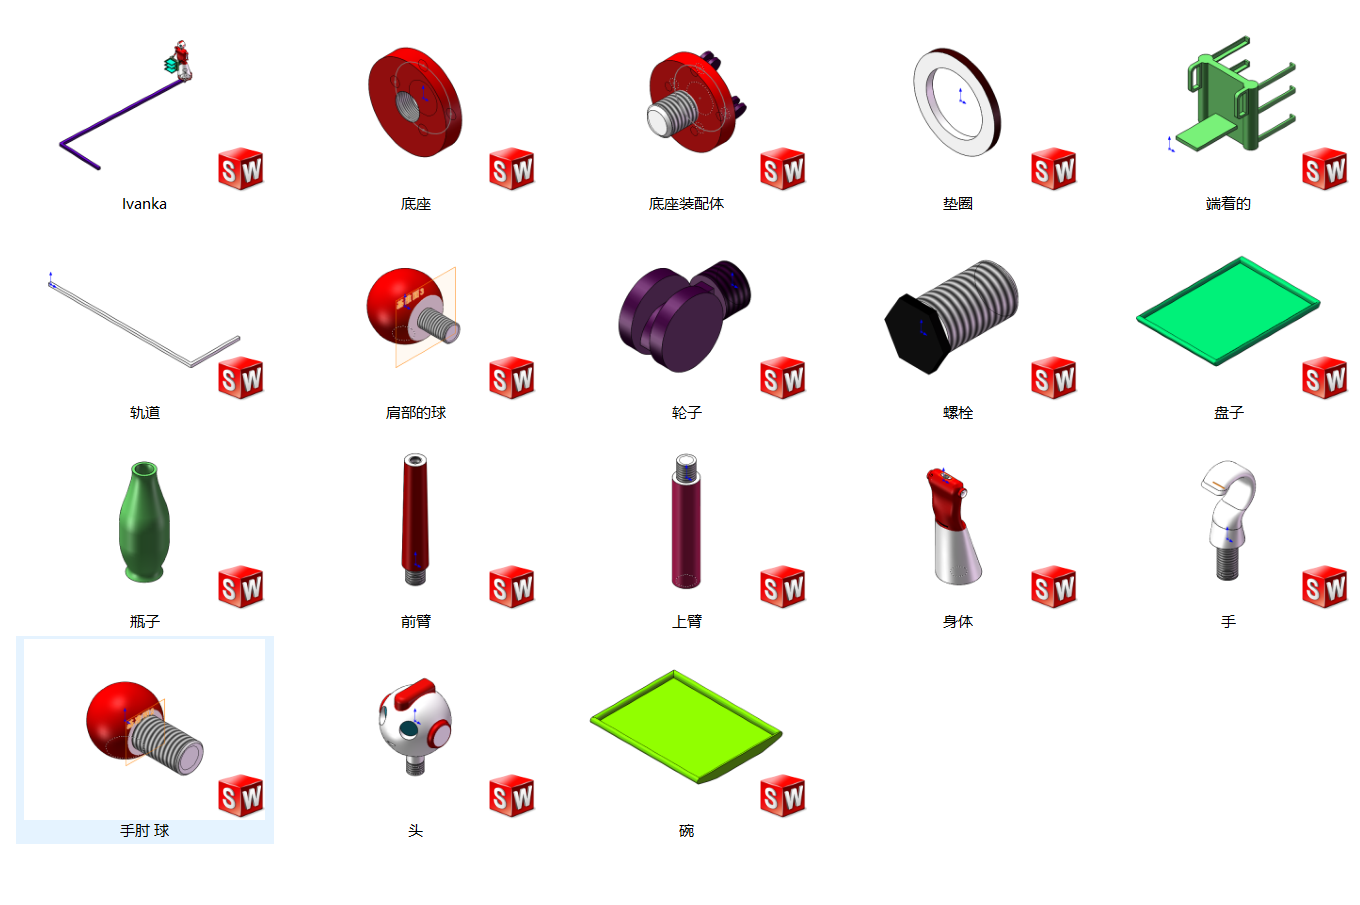 Ivanka
底座
底座装配体
垫圈
端着的
轨道
肩部的球
轮子
螺栓
盘子
瓶子
前臂
上臂
身体
手
手肘 球
头
碗